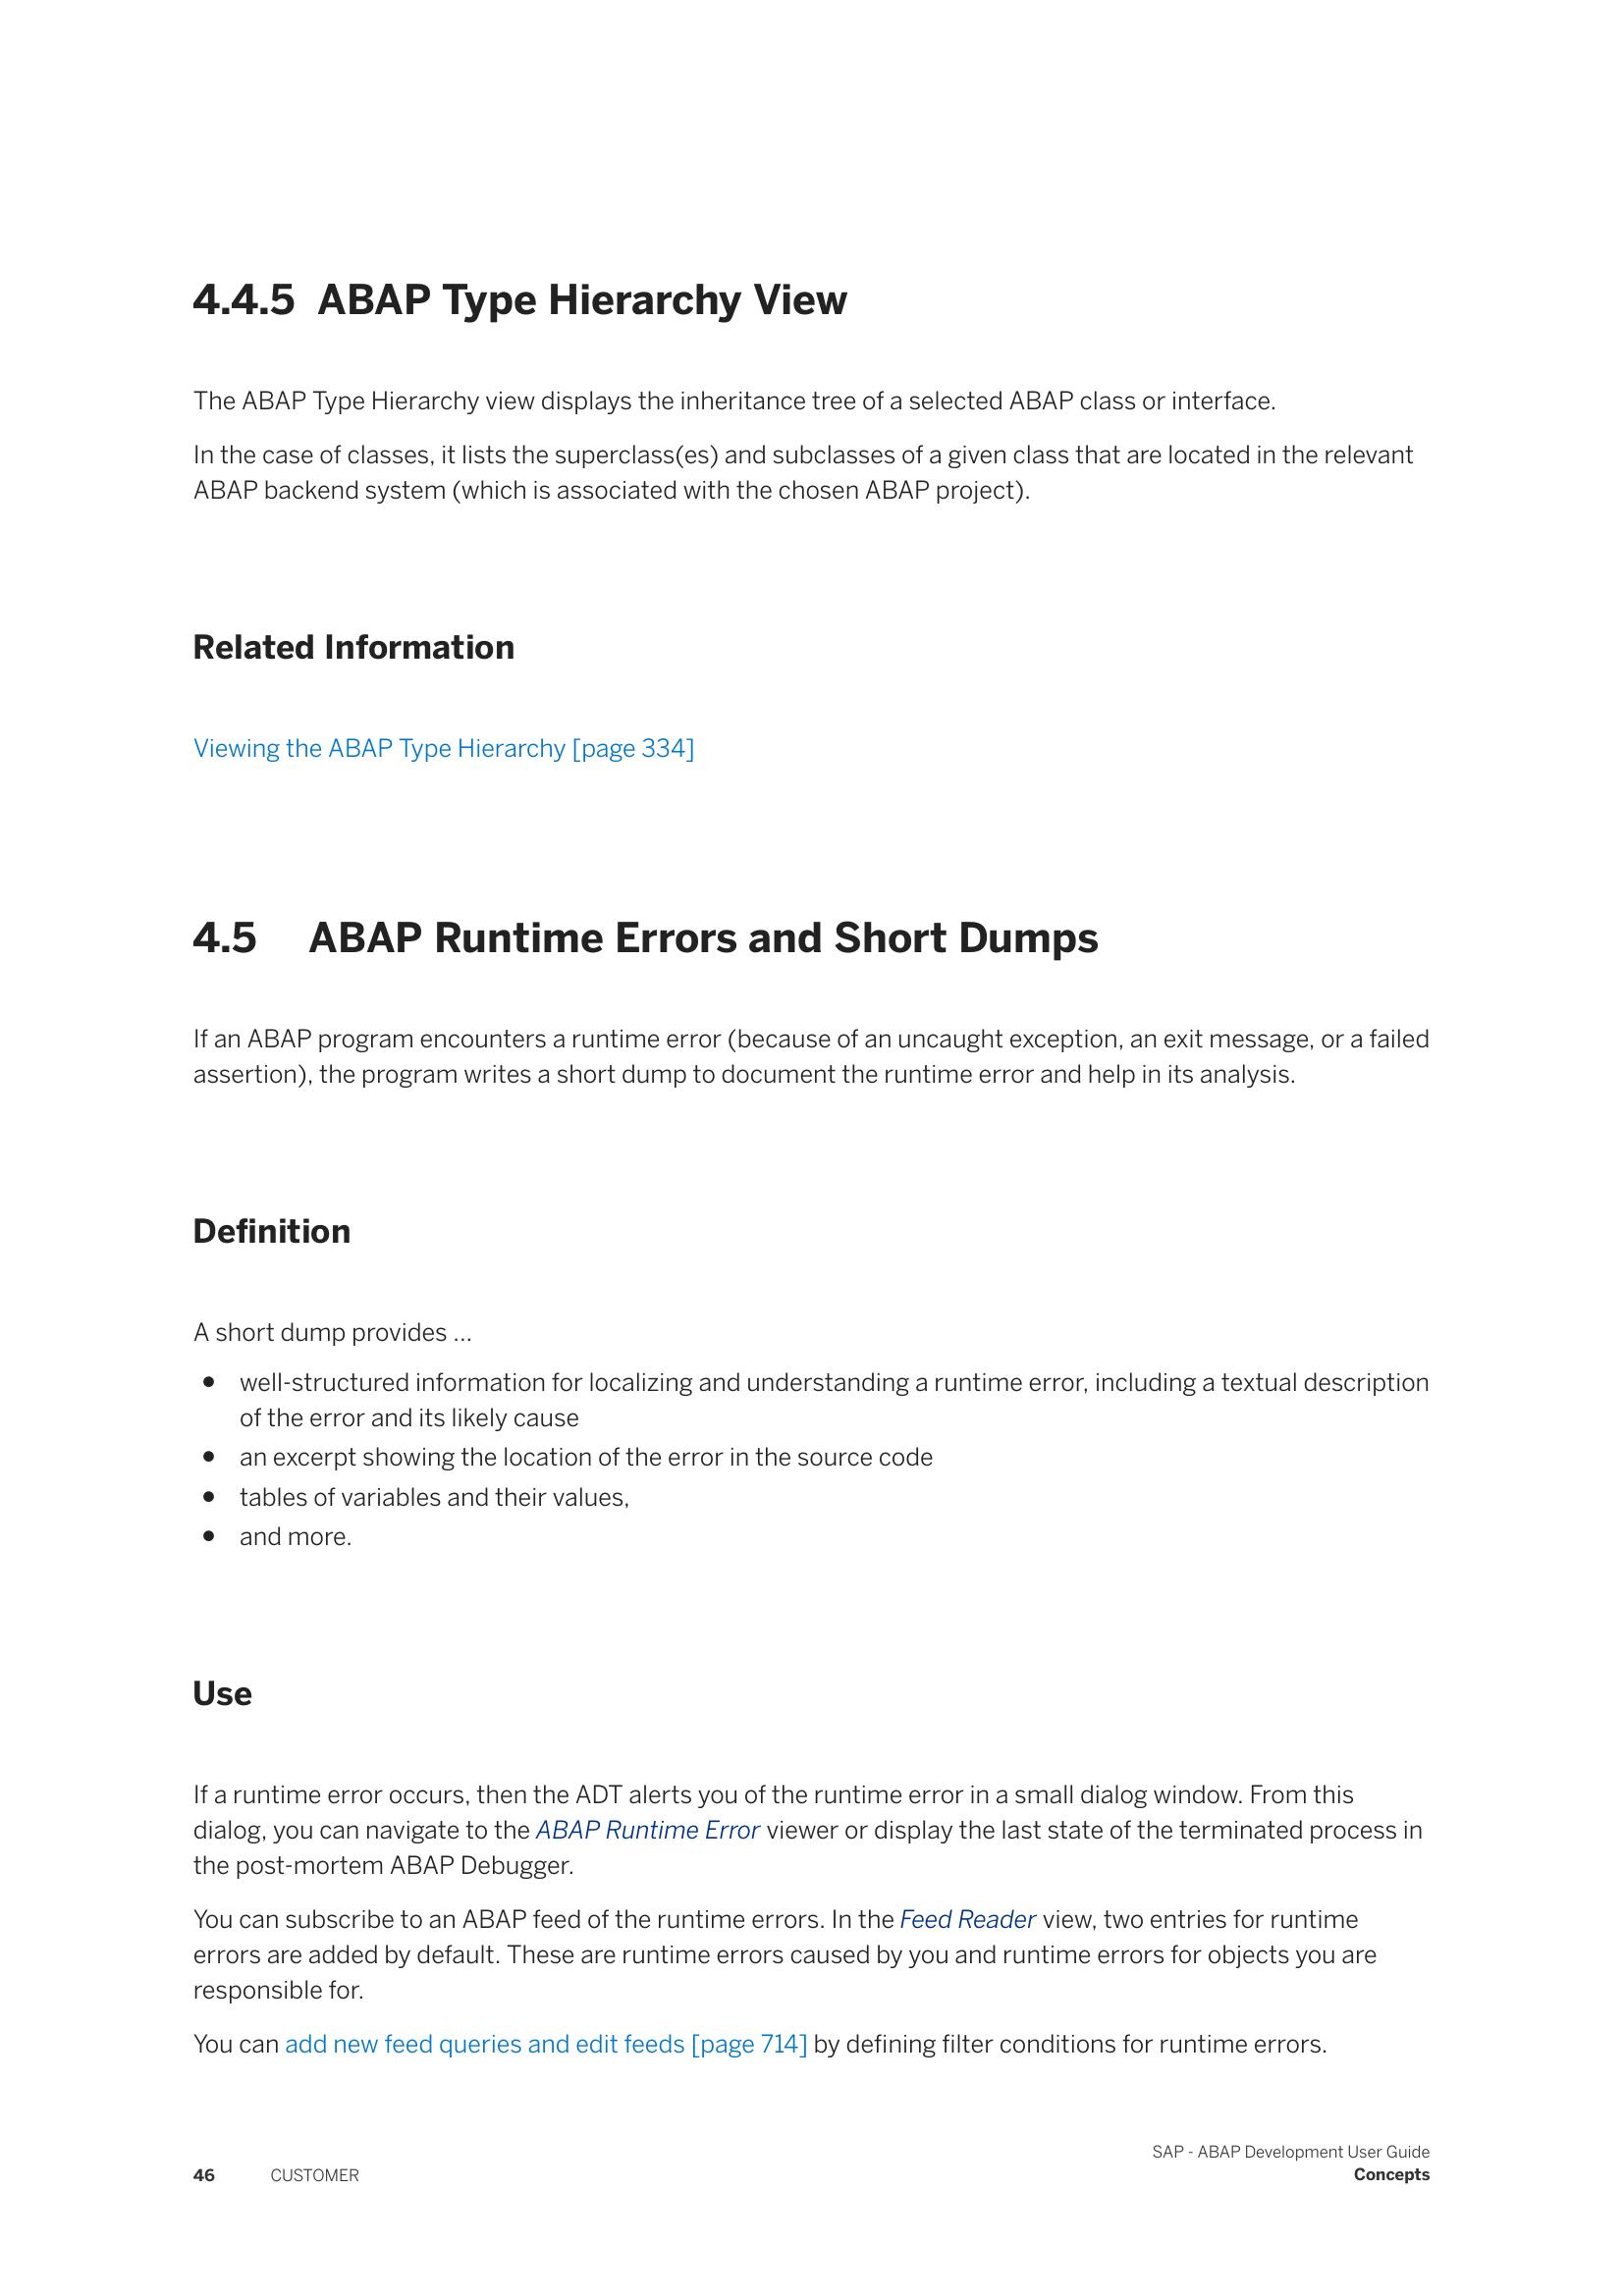 4.4.5 ABAP Type Hierarchy View
The ABAP Type Hierarchy view displays the inheritance tree of a selected ABAP class or interface.
In the case of classes, it lists the superclass(es) and subclasses of a given class that are located in the relevant
ABAP backend system (which is associated with the chosen ABAP project).
Related Information
Viewing the ABAP Type Hierarchy [page 334]
4.5 ABAP Runtime Errors and Short Dumps
If an ABAP program encounters a runtime error (because of an uncaught exception, an exit message, or a failed
assertion), the program writes a short dump to document the runtime error and help in its analysis.
Definition
A short dump provides ...
● well-structured information for localizing and understanding a runtime error, including a textual description
of the error and its likely cause
● an excerpt showing the location of the error in the source code
● tables of variables and their values,
● and more.
Use
If a runtime error occurs, then the ADT alerts you of the runtime error in a small dialog window. From this
dialog, you can navigate to the ABAP Runtime Error viewer or display the last state of the terminated process in
the post-mortem ABAP Debugger.
You can subscribe to an ABAP feed of the runtime errors. In the Feed Reader view, two entries for runtime
errors are added by default. These are runtime errors caused by you and runtime errors for objects you are
responsible for.
You can add new feed queries and edit feeds [page 714] by defining filter conditions for runtime errors.
SAP - ABAP Development User Guide
46 CUSTOMER Concepts